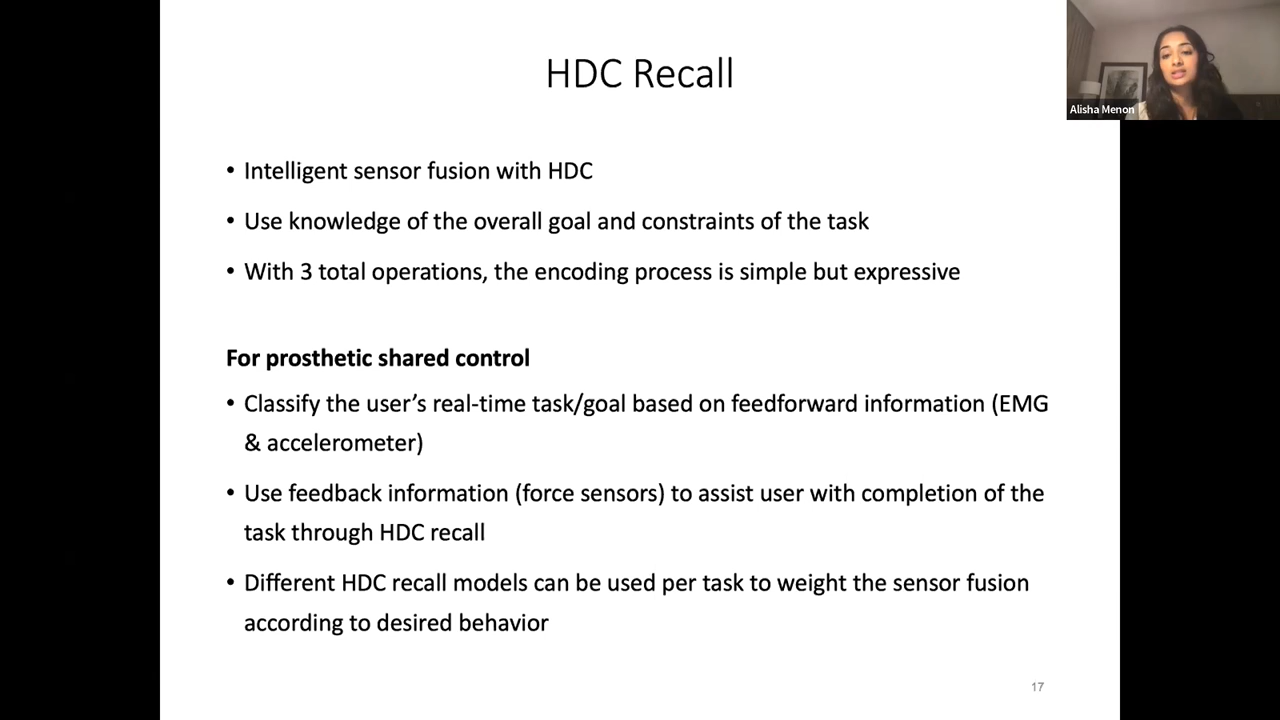 HDC Recall
Alisha Menon
• Intelligent sensor fusion with HDC
• Use knowledge of the overall goal and constraints of the task
• With 3 total operations, the encoding process is simple but expressive
For prosthetic shared control
• Classify the user's real-time task/goal based on feedforward information (EMG
& accelerometer)
• Use feedback information (force sensors) to assist user with completion of the
task through HDC recall
• Different HDC recall models can be used per task to weight the sensor fusion
according to desired behavior
17